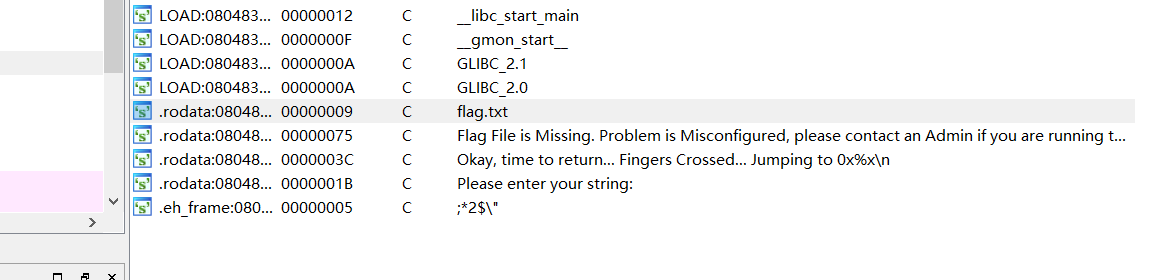 's' LOAD:080483... 00000012 C __libc_start_main
's' LOAD:080483... 0000000F C __gmon_start__
's' LOAD:080483... 0000000A C GLIBC_2.1
's' LOAD:080483... 0000000A C GLIBC_2.0
's' .rodata:08048... 00000009 C flag.txt
's' .rodata:08048... 00000075 C Flag File is Missing. Problem is Misconfigured, please contact an Admin if you are running t...
's' .rodata:08048... 0000003C C Okay, time to return... Fingers Crossed... Jumping to 0x%x\n
's' .rodata:08048... 0000001B C Please enter your string:
's' .eh_frame:080... 00000005 C ;*2$\"